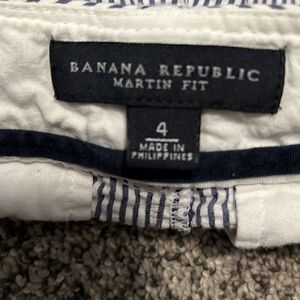 BANANA REPUBLIC
MARTIN FIT
4
MADE IN
PHILIPPINES